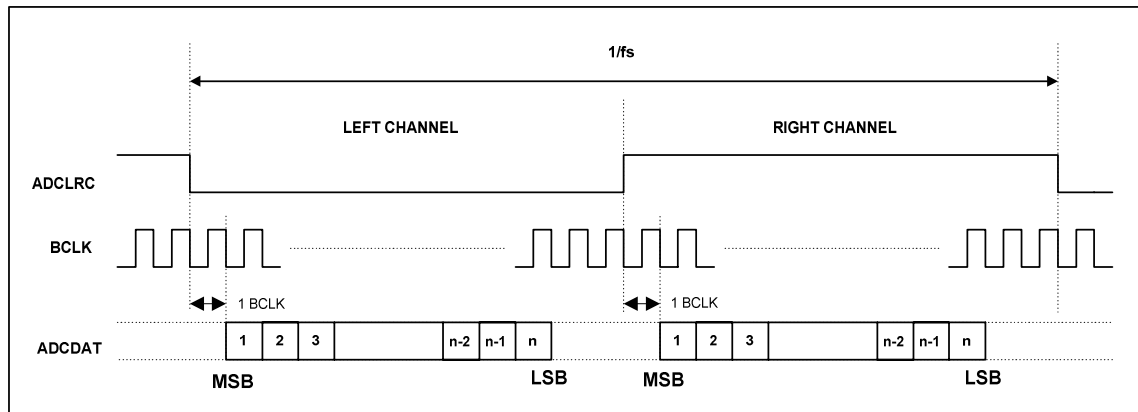 1/fs
LEFT CHANNEL RIGHT CHANNEL
ADCLRC
BCLK
1 BCLK 1 BCLK
ADCDAT 1 2 3 n-2 n-1 n 1 2 3 n-2 n-1 n
MSB LSB MSB LSB